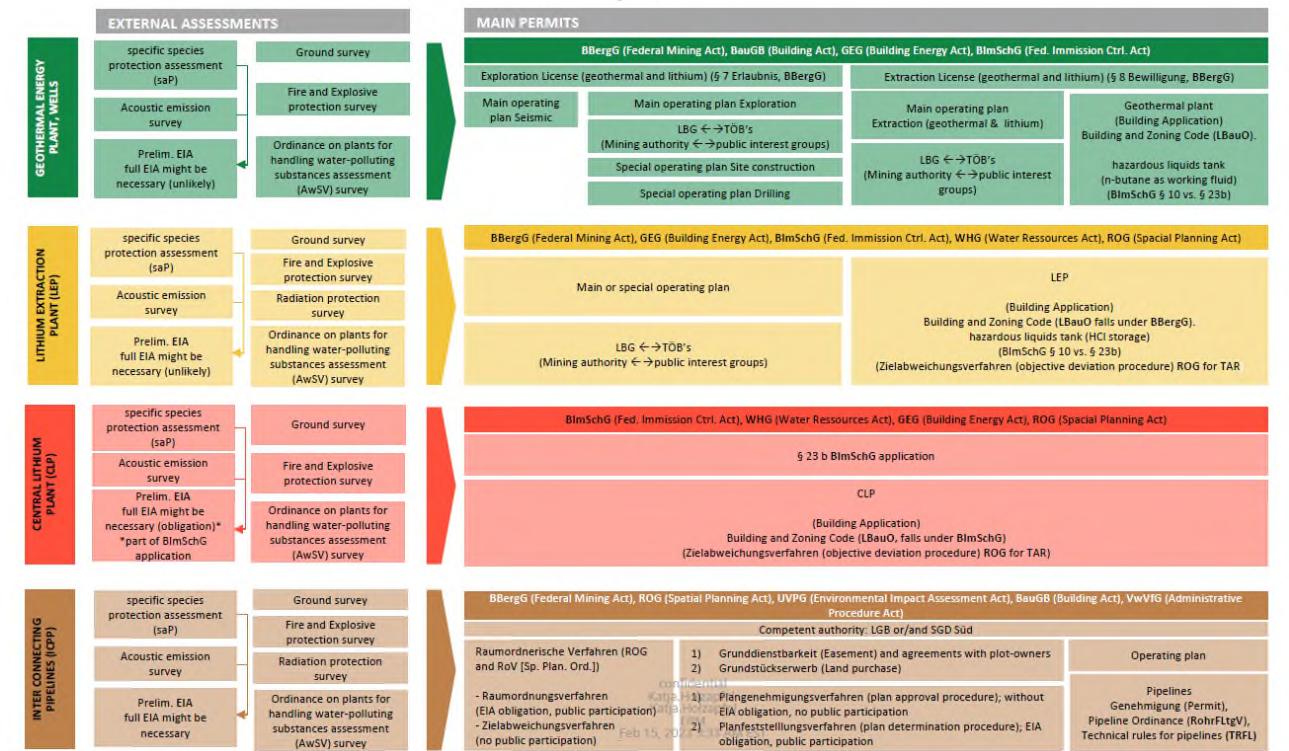 EXTERNAL ASSESSMENTS
MAIN PERMITS
GEOTHERMAL ENERGY
PLANT, WELLS
specific species
protection assessment
(saP)
Acoustic emission
survey
Prelim. EIA
full EIA might be
necessary (unlikely)
Ground survey
Fire and Explosive
protection survey
Ordinance on plants for
handling water-polluting
substances assessment
(AwSV) survey
BBergG (Federal Mining Act), BauGB (Building Act), GEG (Building Energy Act), BImSchG (Fed. Immission Ctrl. Act)
Exploration License (geothermal and lithium) (§ 7 Erlaubnis, BBergG)
Main operating
plan Seismic
Main operating plan Exploration
LBG ←→TÖB's
(Mining authority ←→public interest groups)
Special operating plan Site construction
Special operating plan Drilling
Extraction License (geothermal and lithium) (§ 8 Bewilligung, BBergG)
Main operating plan
Extraction (geothermal & lithium)
LBG ←→TÖB's
(Mining authority ←→public interest
groups)
Geothermal plant
(Building Application)
Building and Zoning Code (LBauO).
hazardous liquids tank
(n-butane as working fluid)
(BImSchG § 10 vs. § 23b)
LITHIUM EXTRACTION
PLANT (LEP)
specific species
protection assessment
(saP)
Acoustic emission
survey
Prelim. EIA
full EIA might be
necessary (unlikely)
Ground survey
Fire and Explosive
protection survey
Radiation protection
survey
Ordinance on plants for
handling water-polluting
substances assessment
(AwSV) survey
BBergG (Federal Mining Act), GEG (Building Energy Act), BImSchG (Fed. Immission Ctrl. Act), WHG (Water Ressources Act), ROG (Spacial Planning Act)
Main or special operating plan
LBG ←→TÖB's
(Mining authority ←→public interest groups)
LEP
(Building Application)
Building and Zoning Code (LBauO falls under BBergG).
hazardous liquids tank (HCl storage)
(BImSchG § 10 vs. § 23b)
(Zielabweichungsverfahren (objective deviation procedure) ROG for TAR
CENTRAL LITHIUM
PLANT (CLP)
specific species
protection assessment
(saP)
Acoustic emission
survey
Prelim. EIA
full EIA might be
necessary (obligation)*
*part of BImSchG
application
Ground survey
Fire and Explosive
protection survey
Ordinance on plants for
handling water-polluting
substances assessment
(AwSV) survey
BImSchG (Fed. Immission Ctrl. Act), WHG (Water Ressources Act), GEG (Building Energy Act), ROG (Spacial Planning Act)
§ 23 b BImSchG application
CLP
(Building Application)
Building and Zoning Code (LBauO, falls under BImSchG)
(Zielabweichungsverfahren (objective deviation procedure) ROG for TAR)
INTER CONNECTING
PIPELINES (ICPP)
specific species
protection assessment
(saP)
Acoustic emission
survey
Prelim. EIA
full EIA might be
necessary
Ground survey
Fire and Explosive
protection survey
Radiation protection
survey
Ordinance on plants for
handling water-polluting
substances assessment
(AwSV) survey
BBergG (Federal Mining Act), ROG (Spatial Planning Act), UVPG (Environmental Impact Assessment Act), BauGB (Building Act), VwVfG (Administrative
Procedure Act)
Competent authority: LGB or/and SGD Süd
Raumordnerische Verfahren (ROG
and RoV [Sp. Plan. Ord.])
- Raumordnungsverfahren
(EIA obligation, public participation)
- Zielabweichungsverfahren
(no public participation)
1) Grunddienstbarkeit (Easement) and agreements with plot-owners
2) Grundstückserwerb (Land purchase)
1) Plangenehmigungsverfahren (plan approval procedure); without
EIA obligation, no public participation
2) Planfeststellungsverfahren (plan determination procedure); EIA
obligation, public participation
Operating plan
Pipelines
Genehmigung (Permit),
Pipeline Ordinance (RohrFLtgV),
Technical rules for pipelines (TRFL)
confidential
Katja
Feb 15,